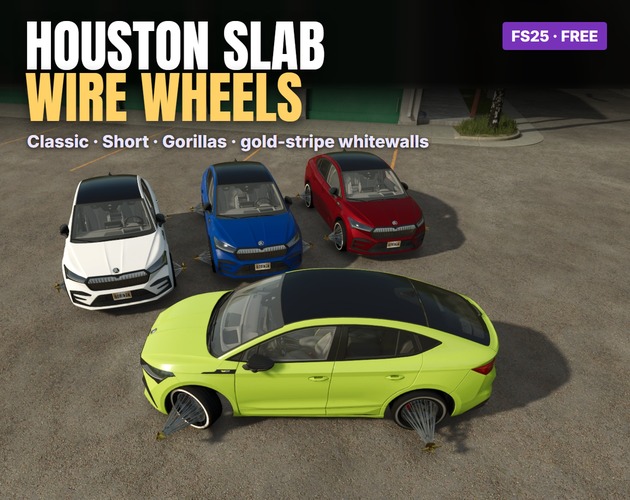 HOUSTON SLAB
FS25 · FREE
WIRE WHEELS
Classic · Short · Gorillas · gold-stripe whitewalls